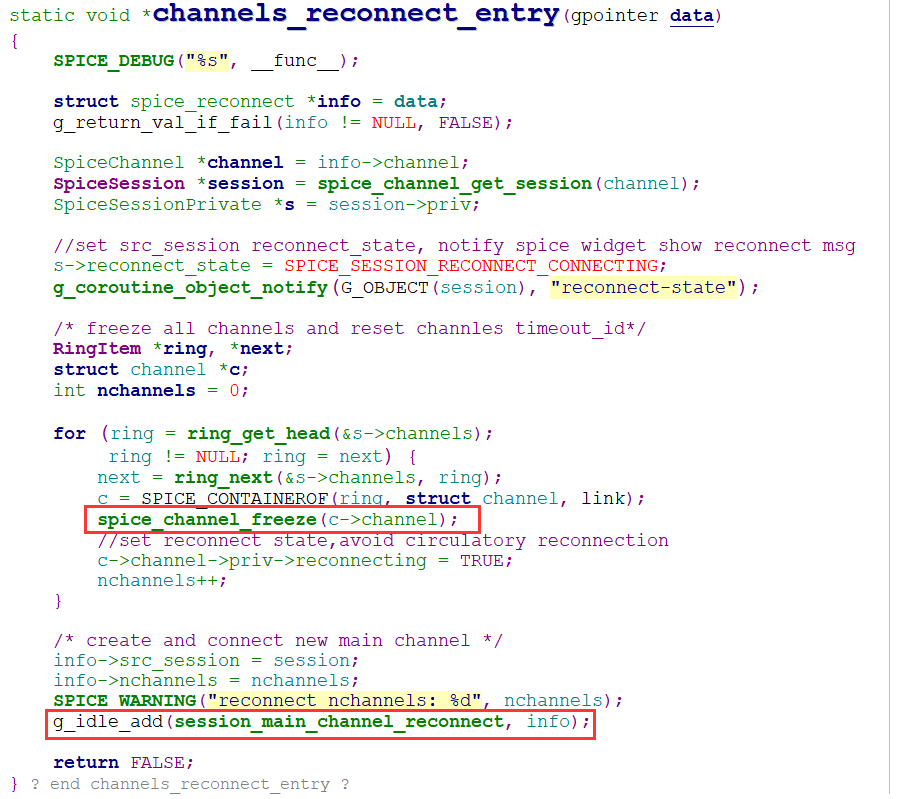 static void *channels_reconnect_entry(gpointer data)
{
    SPICE_DEBUG("%s", __func__);

    struct spice_reconnect *info = data;
    g_return_val_if_fail(info != NULL, FALSE);

    SpiceChannel *channel = info->channel;
    SpiceSession *session = spice_channel_get_session(channel);
    SpiceSessionPrivate *s = session->priv;

    //set src_session reconnect_state, notify spice widget show reconnect msg
    s->reconnect_state = SPICE_SESSION_RECONNECT_CONNECTING;
    g_coroutine_object_notify(G_OBJECT(session), "reconnect-state");

    /* freeze all channels and reset channles timeout_id*/
    RingItem *ring, *next;
    struct channel *c;
    int nchannels = 0;

    for (ring = ring_get_head(&s->channels);
         ring != NULL; ring = next) {
        next = ring_next(&s->channels, ring);
        c = SPICE_CONTAINEROF(ring, struct channel, link);
        spice_channel_freeze(c->channel);
        //set reconnect state,avoid circulatory reconnection
        c->channel->priv->reconnecting = TRUE;
        nchannels++;
    }

    /* create and connect new main channel */
    info->src_session = session;
    info->nchannels = nchannels;
    SPICE_WARNING("reconnect nchannels: %d", nchannels);
    g_idle_add(session_main_channel_reconnect, info);

    return FALSE;
} ? end channels_reconnect_entry ?